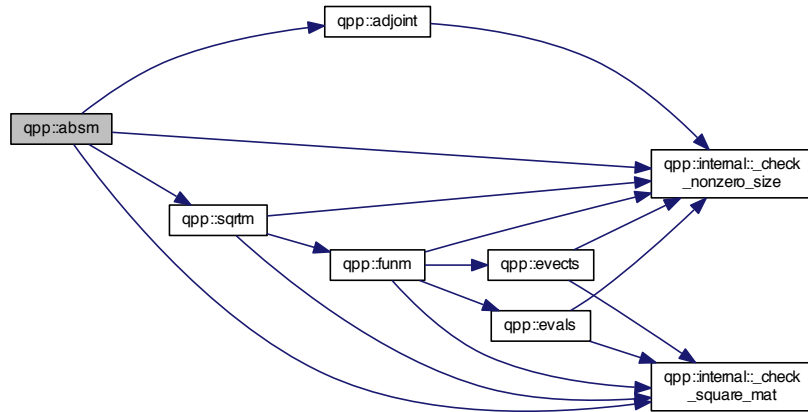 qpp::adjoint
qpp::absm
qpp::internal::_check
_nonzero_size
qpp::sqrtm
qpp::funm
qpp::evects
qpp::evals
qpp::internal::_check
_square_mat